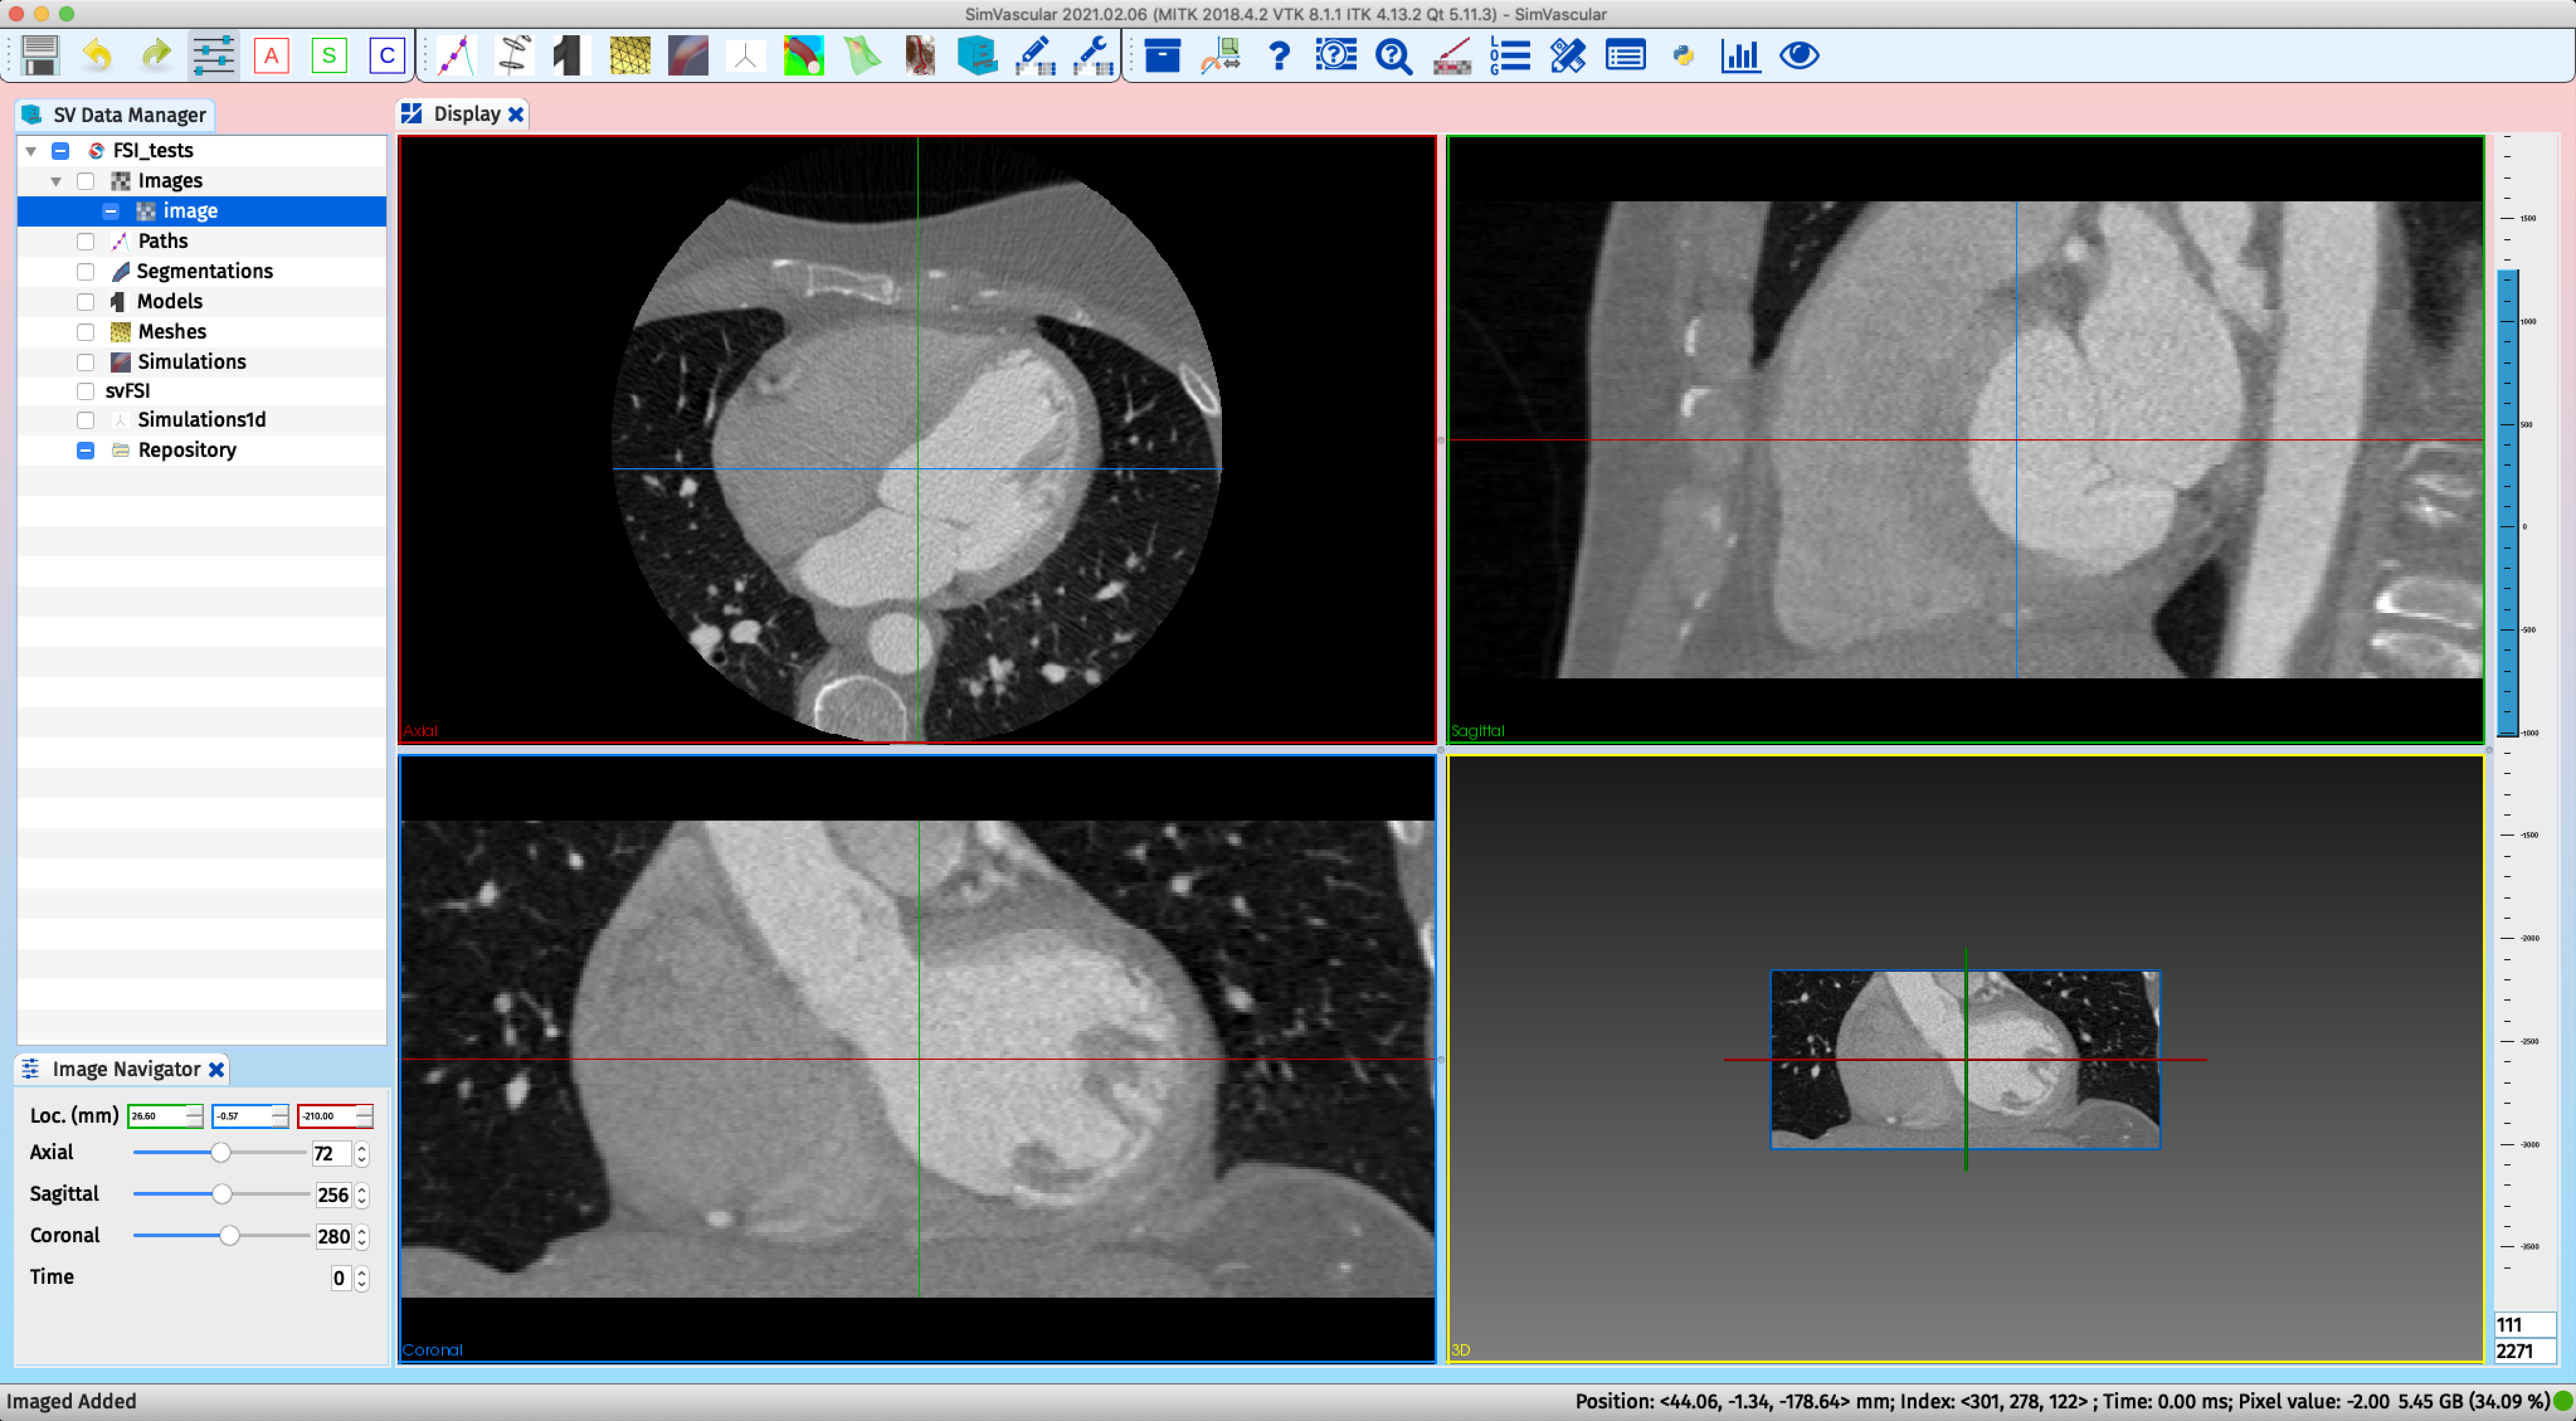 SimVascular 2021.02.06 (MITK 2018.4.2 VTK 8.1.1 ITK 4.13.2 Qt 5.11.3) - SimVascular
A S C
LOG
SV Data Manager
Display
FSI_tests
Images
image
Paths
Segmentations
Models
Meshes
Simulations
svFSI
Simulations1d
Repository
Axial
Sagittal
Coronal
3D
1500
1000
500
0
-500
-1000
-1500
-2000
-2500
-3000
-3500
111
2271
Image Navigator
Loc. (mm) 26.60 -0.57 -210.00
Axial 72
Sagittal 256
Coronal 280
Time 0
Imaged Added
Position: <44.06, -1.34, -178.64> mm; Index: <301, 278, 122> ; Time: 0.00 ms; Pixel value: -2.00 5.45 GB (34.09 %)